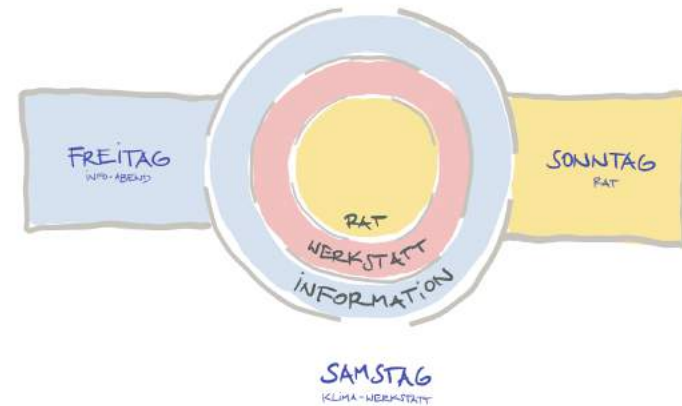 FREITAG
INFO-ABEND
SONNTAG
RAT
RAT
WERKSTATT
INFORMATION
SAMSTAG
KLIMA-WERKSTATT